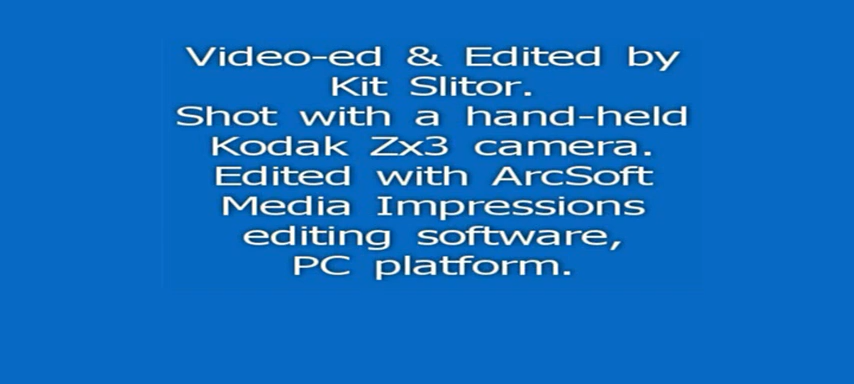 Video-ed & Edited by
Kit Slitor.
Shot with a hand-held
Kodak Zx3 camera.
Edited with ArcSoft
Media Impressions
editing software,
PC platform.